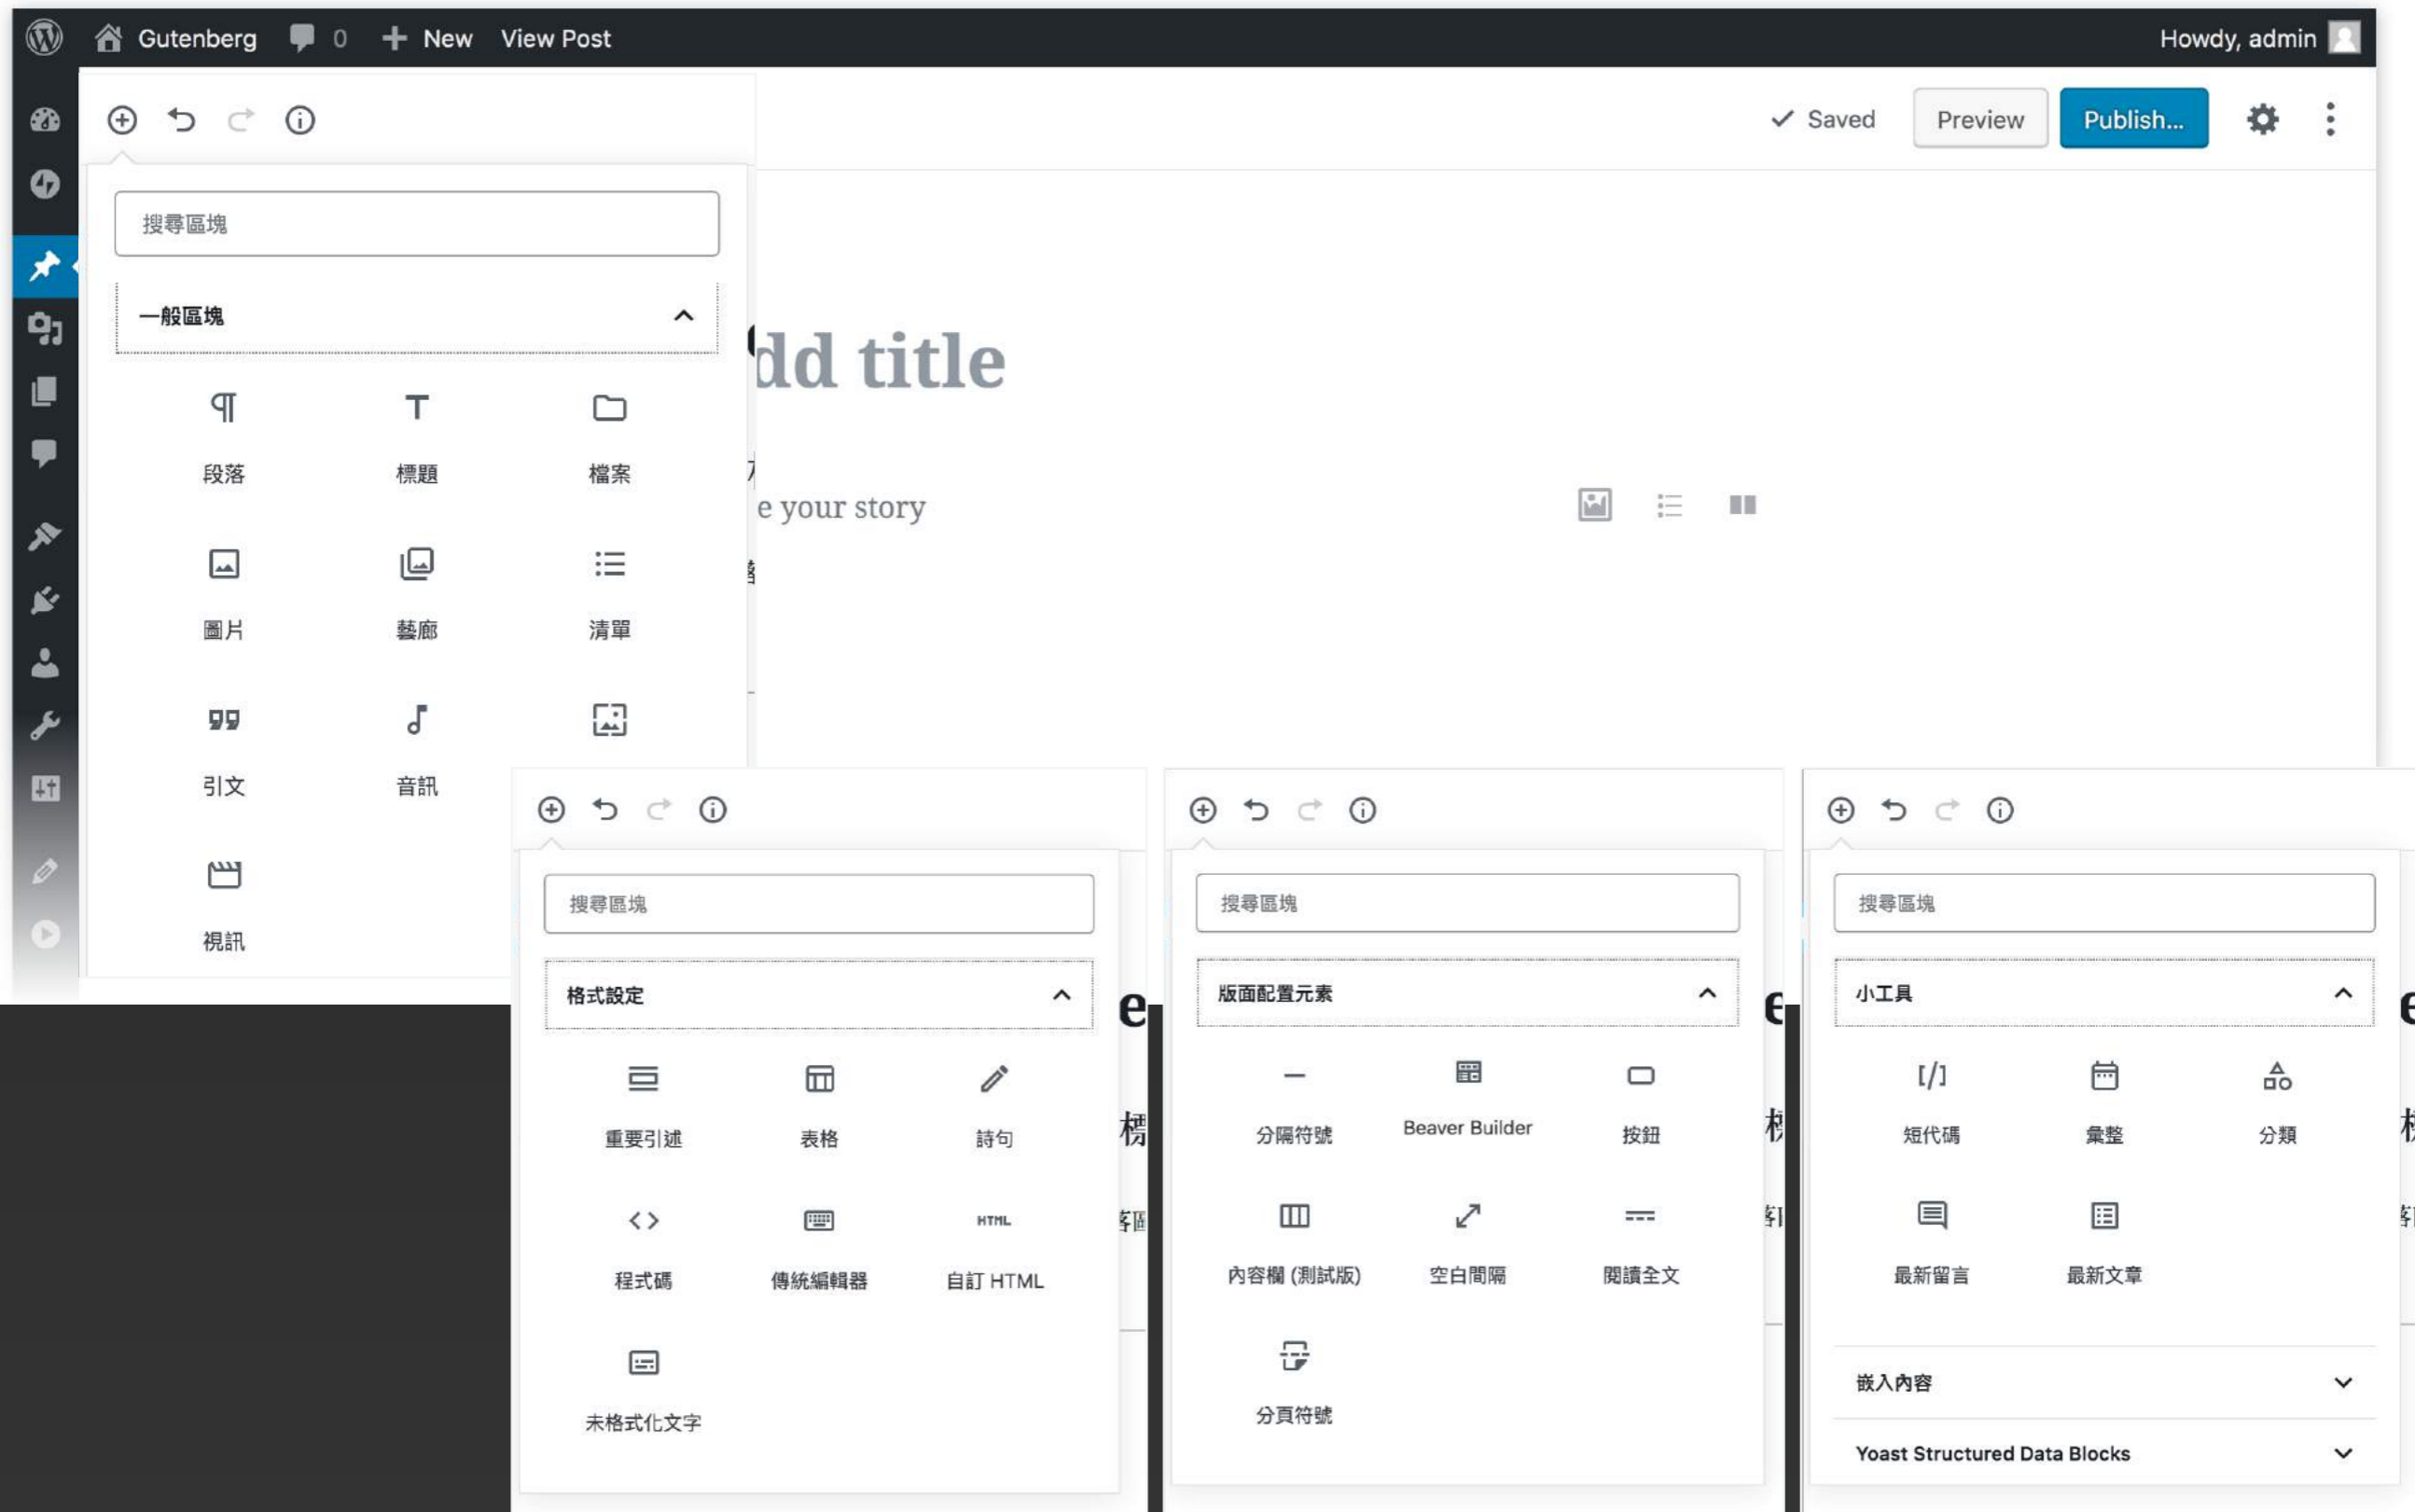 Gutenberg 0 New View Post Howdy, admin
Saved Preview Publish...
搜尋區塊
一般區塊
dd title
段落 標題 檔案
e your story
圖片 藝廊 清單
引文 音訊
視訊
搜尋區塊
格式設定
重要引述 表格 詩句
程式碼 傳統編輯器 自訂 HTML
未格式化文字
搜尋區塊
版面配置元素
分隔符號 Beaver Builder 按鈕
內容欄 (測試版) 空白間隔 閱讀全文
分頁符號
搜尋區塊
小工具
[/]
短代碼 彙整 分類
最新留言 最新文章
嵌入內容
Yoast Structured Data Blocks